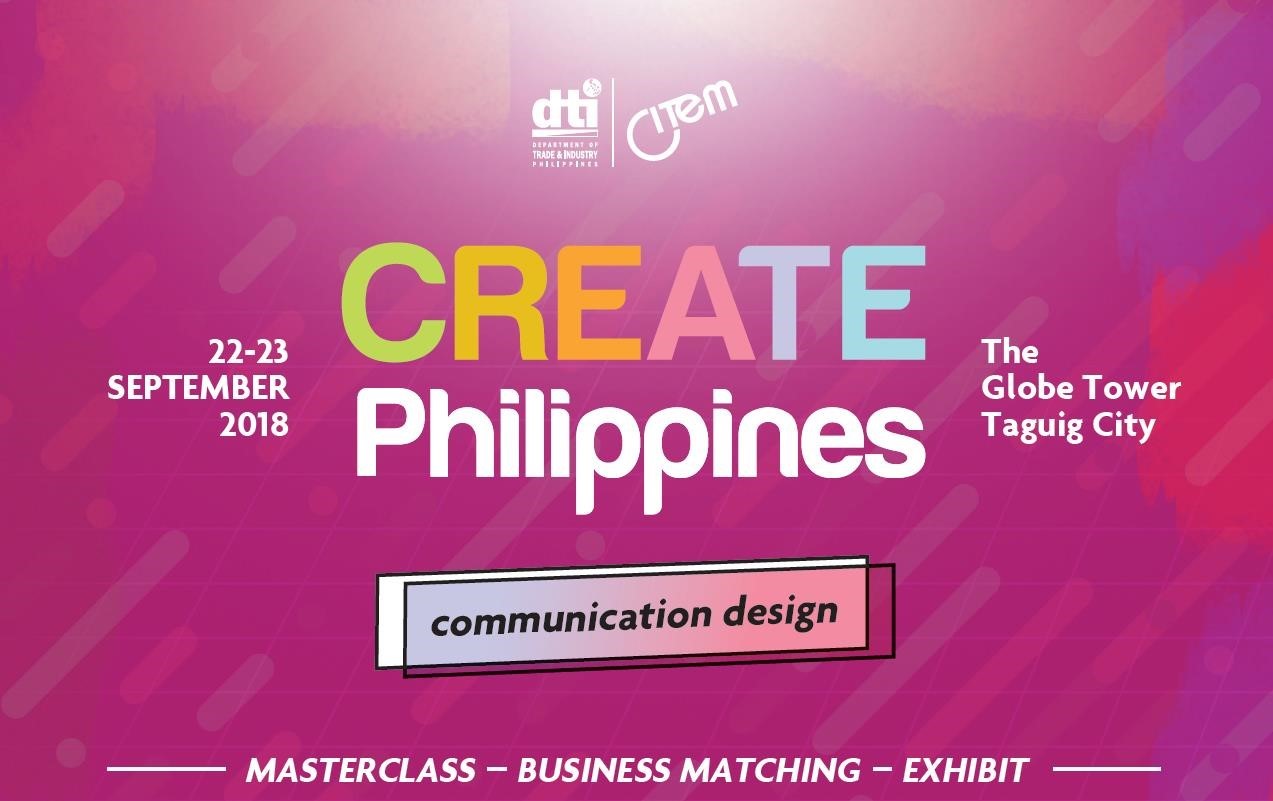 dti
DEPARTMENT OF
TRADE & INDUSTRY
PHILIPPINES
CITEM
CREATE
Philippines
22-23
SEPTEMBER
2018
The
Globe Tower
Taguig City
communication design
MASTERCLASS – BUSINESS MATCHING – EXHIBIT